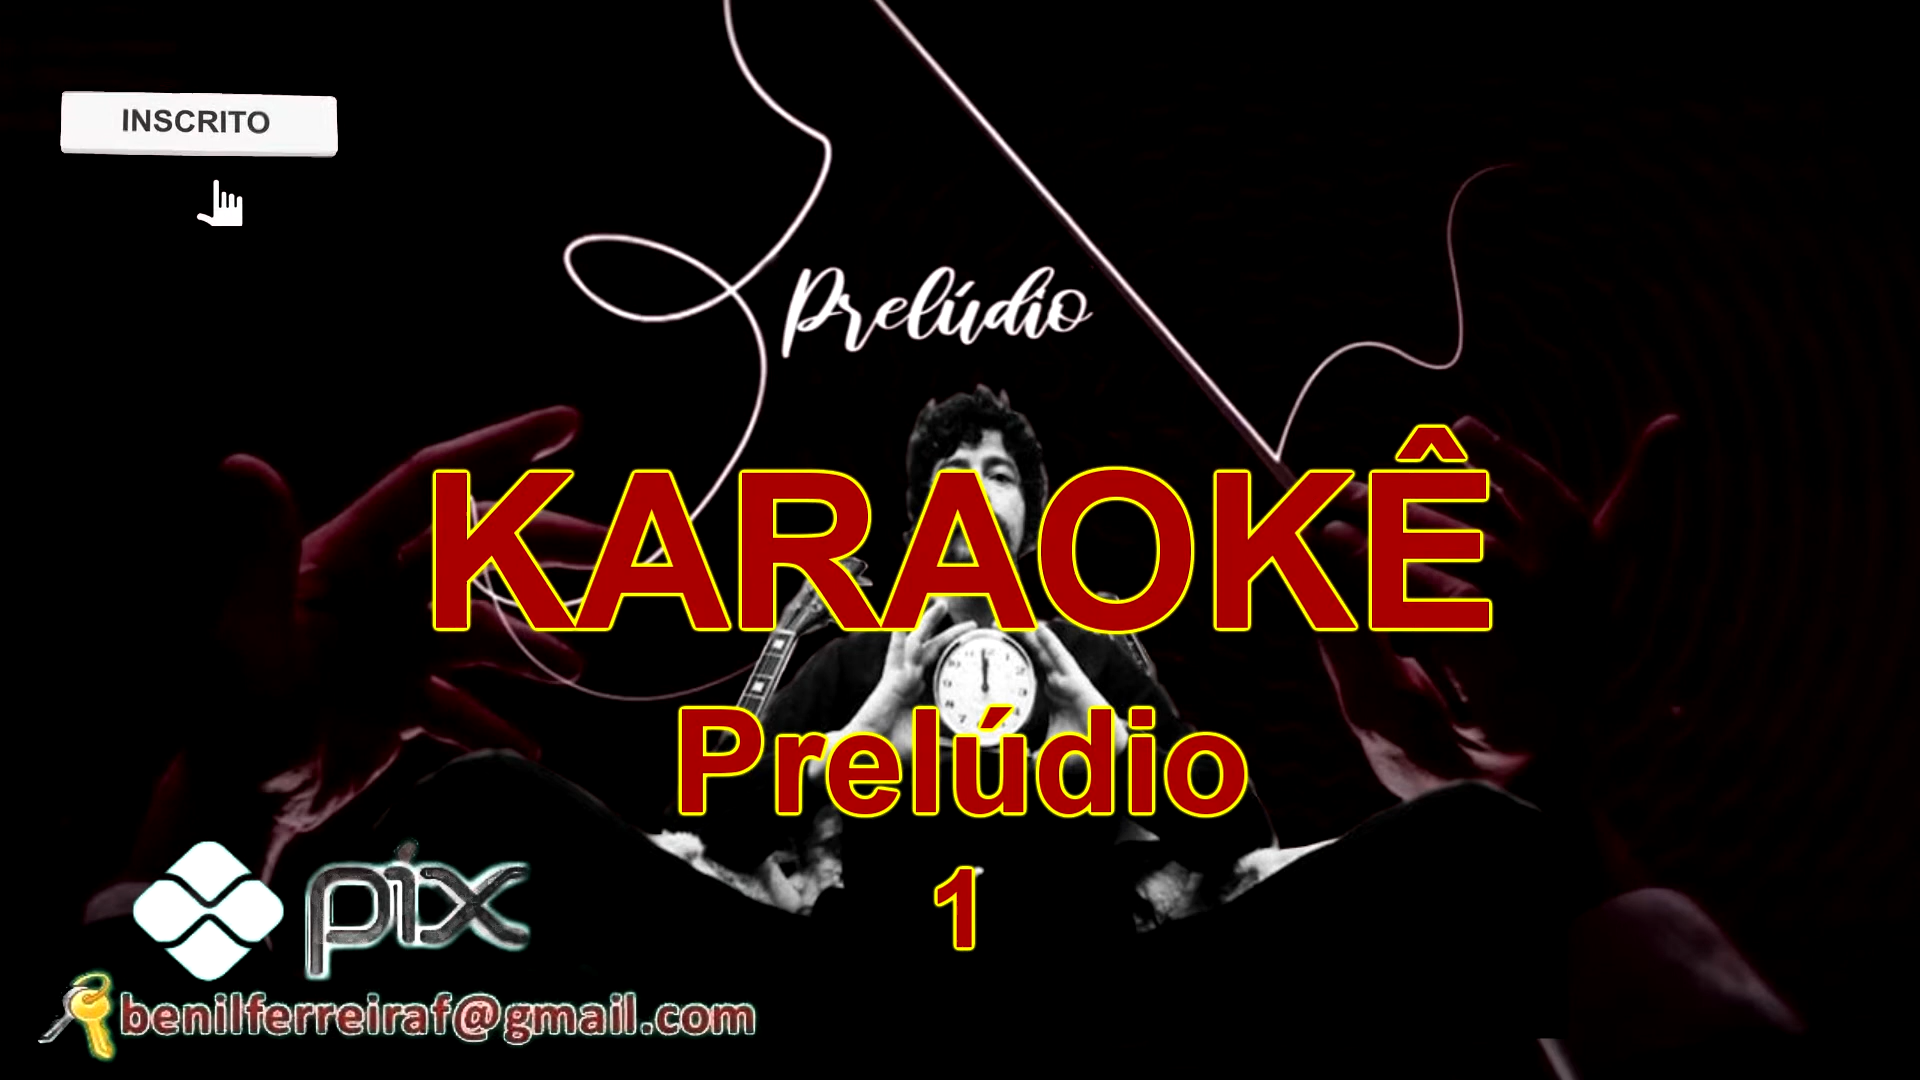 INSCRITO
Prelúdio
KARAOKÊ
Prelúdio
1
pix
benilferreiraf@gmail.com